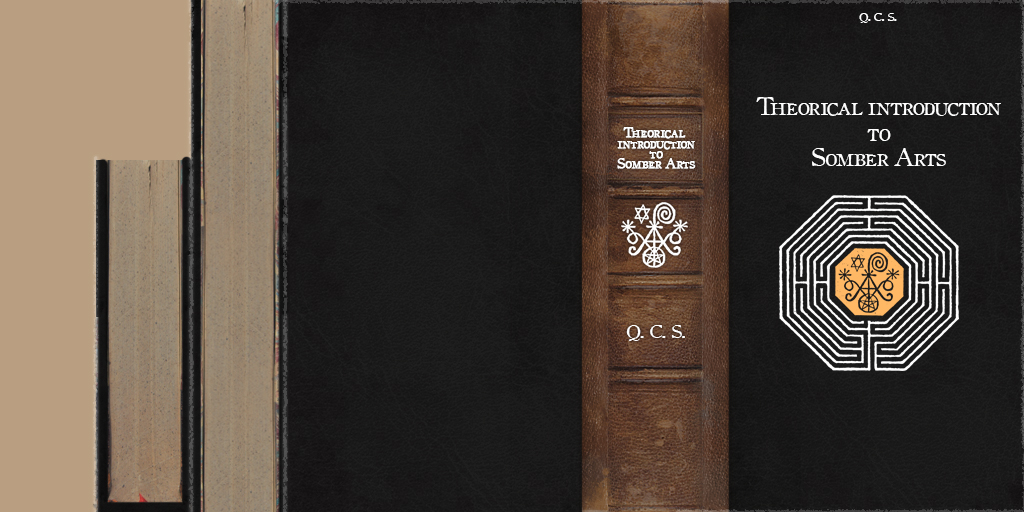 Theorical
introduction
to
Somber Arts
Q. C. S.
Q. C. S.
Theorical introduction
to
Somber Arts